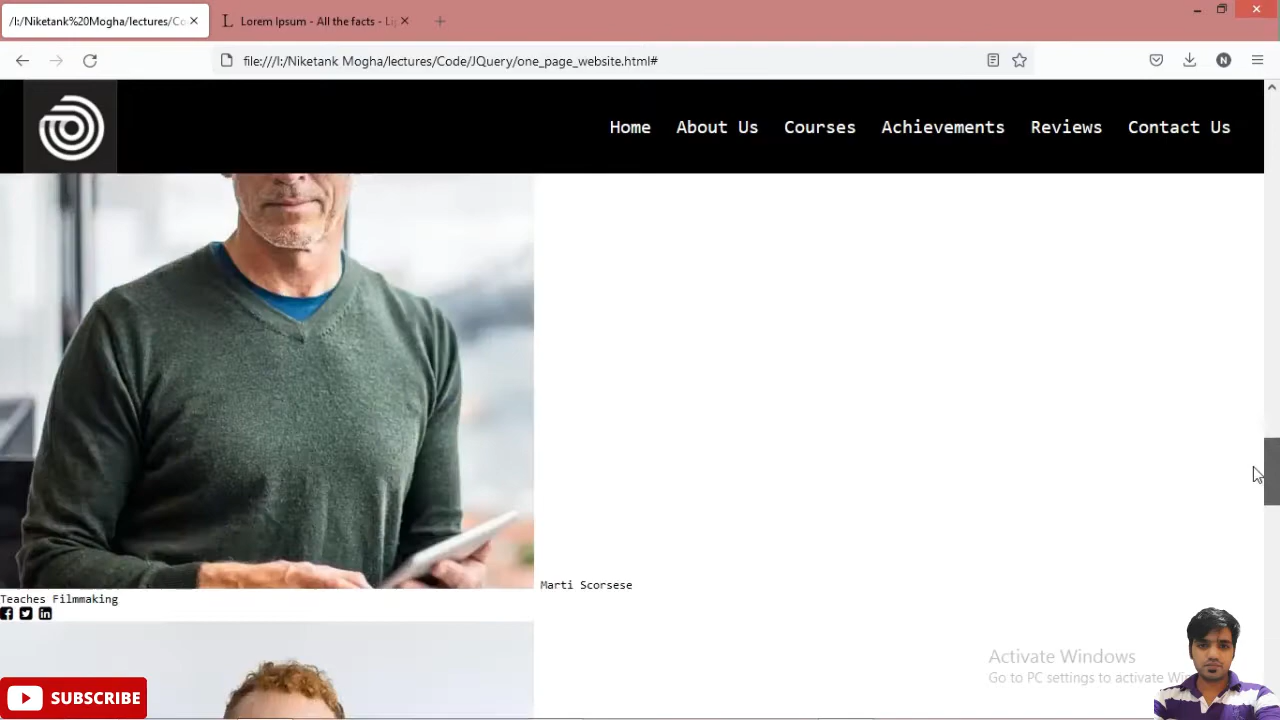 /I:/Niketank%20Mogha/lectures/Co
Lorem Ipsum - All the facts - Li
file:///I:/Niketank Mogha/lectures/Code/JQuery/one_page_website.html#
N
Home About Us Courses Achievements Reviews Contact Us
Marti Scorsese
Teaches Filmmaking
Activate Windows
Go to PC settings to activate Wi
SUBSCRIBE